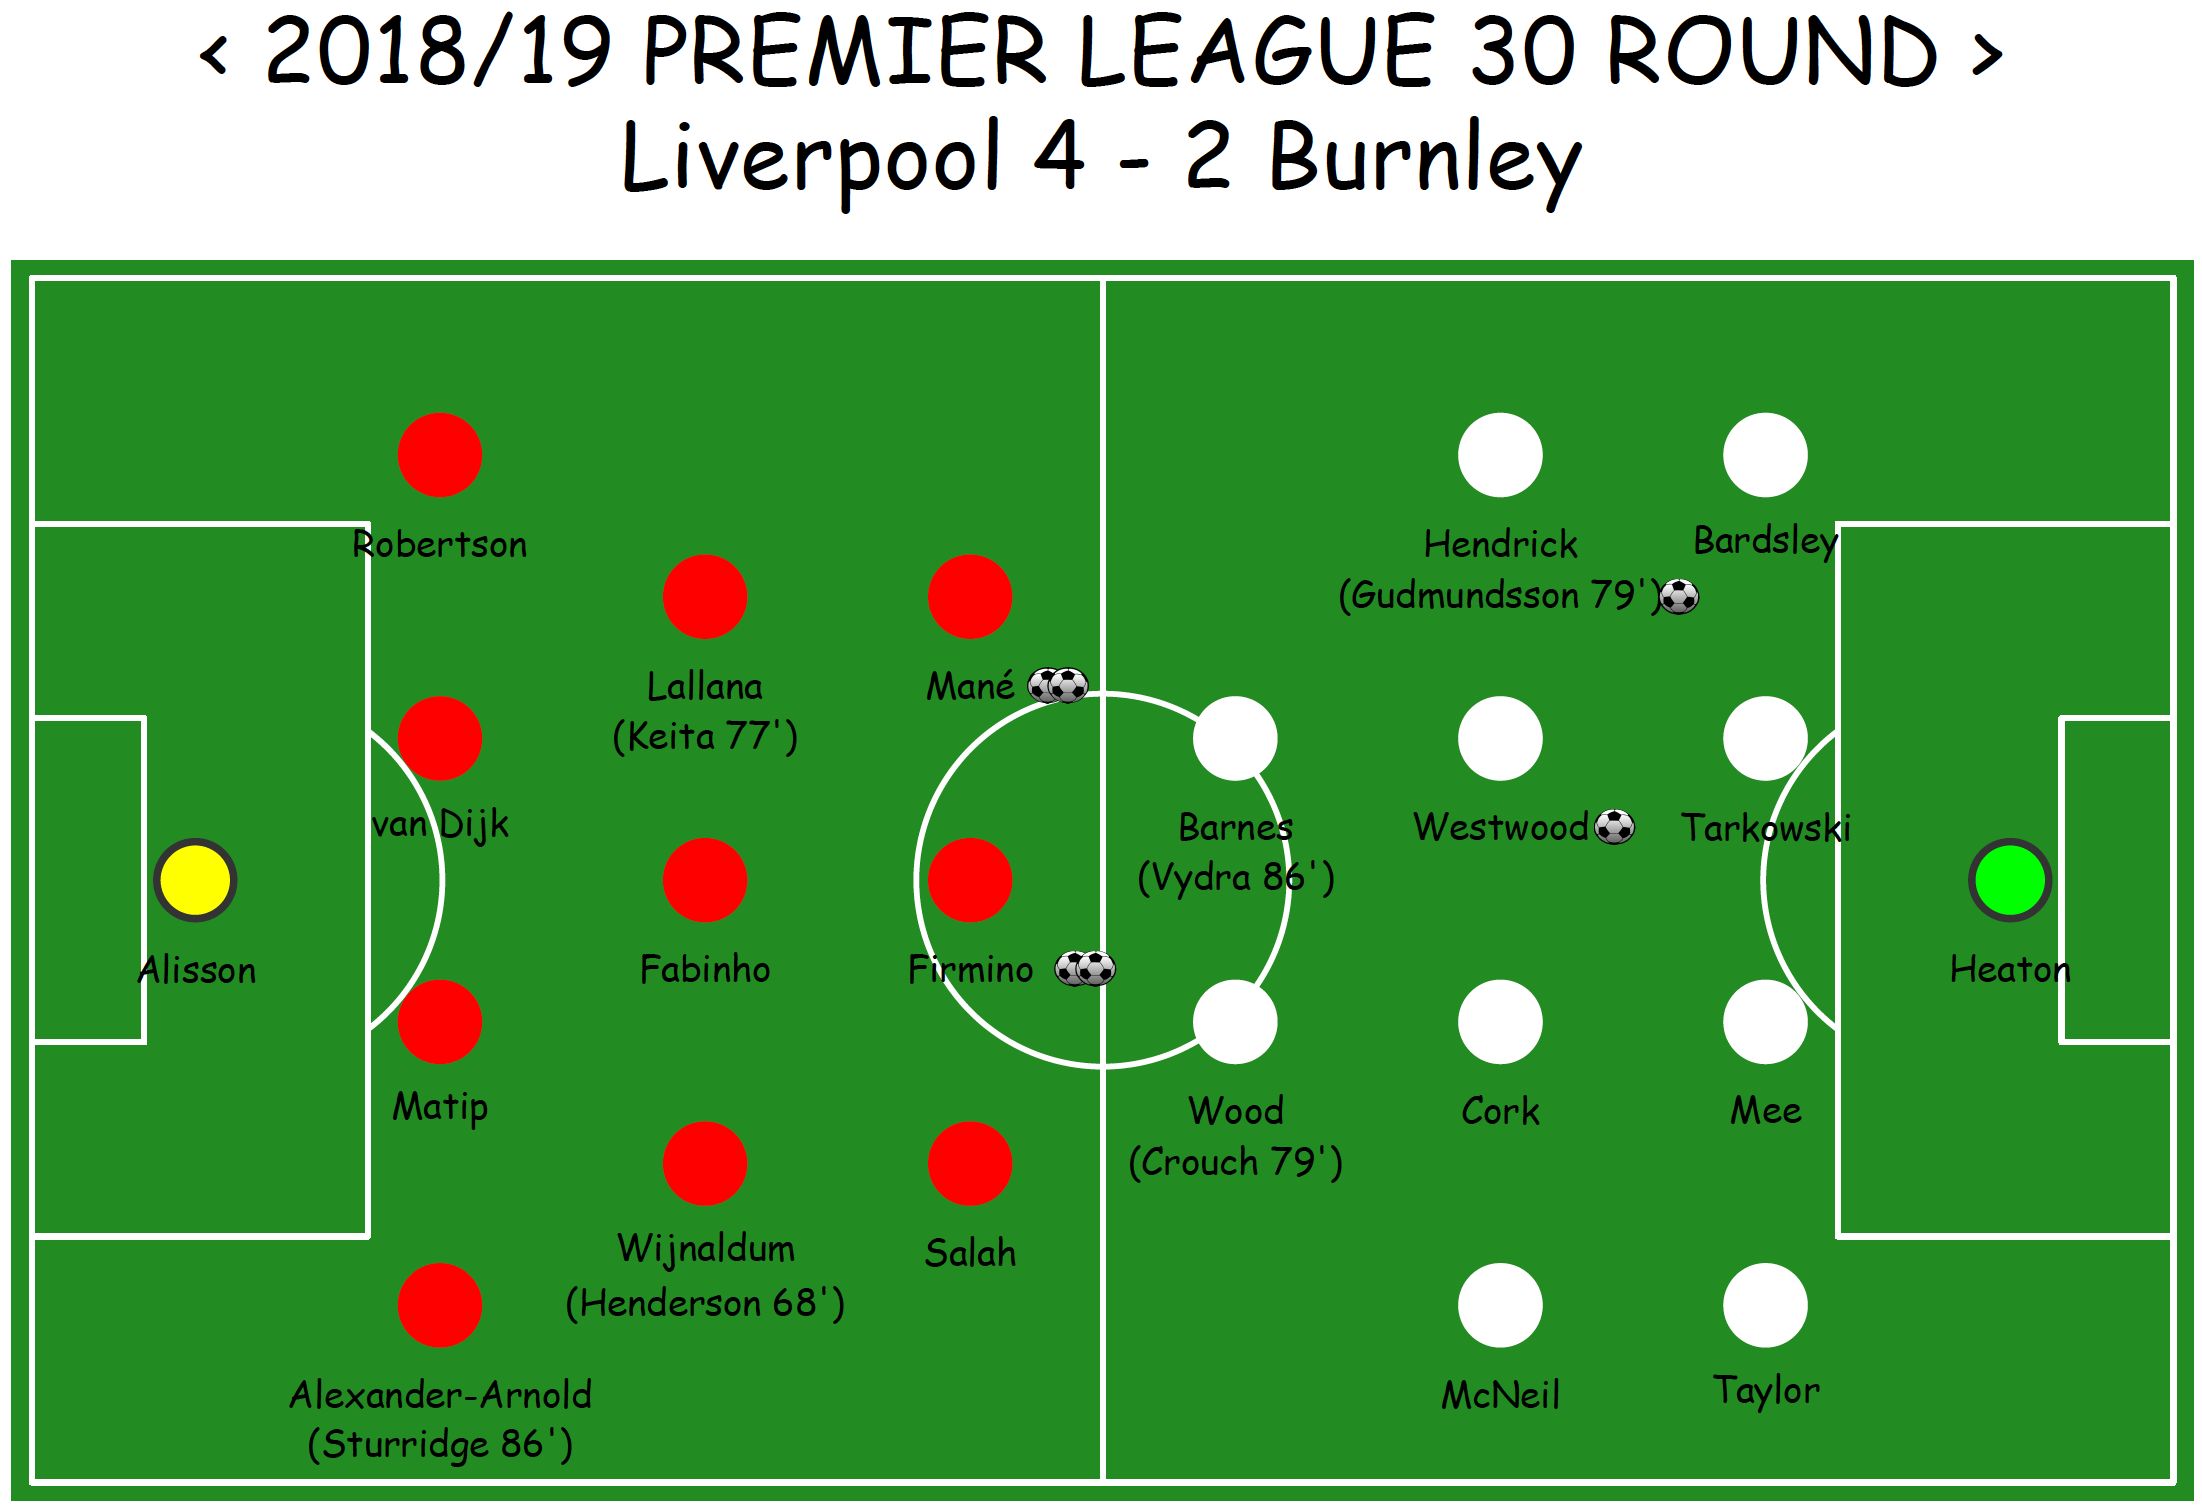 < 2018/19 PREMIER LEAGUE 30 ROUND >
Liverpool 4 - 2 Burnley
Robertson
Hendrick
(Gudmundsson 79')
Bardsley
Lallana
(Keita 77')
Mané
van Dijk
Barnes
(Vydra 86')
Westwood
Tarkowski
Alisson
Fabinho
Firmino
Heaton
Matip
Wood
(Crouch 79')
Cork
Mee
Wijnaldum
(Henderson 68')
Salah
Alexander-Arnold
(Sturridge 86')
McNeil
Taylor